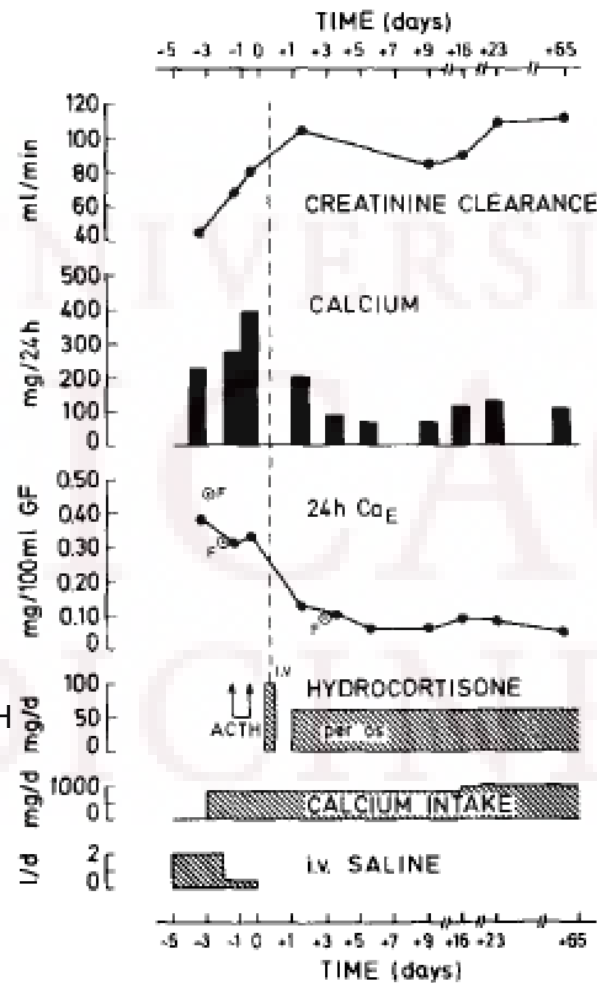 TIME (days)
-5 -3 -1 0 +1 +3 +5 +7 +9 +16 +23 +65
120
100
80
60
40
ml/min
CREATININE CLEARANCE
500
400
300
200
100
0
mg/24h
CALCIUM
0.50
0.40
0.30
0.20
0.10
0
mg/100ml GF
24h CaE
F
F
F
100
50
0
mg/d
i.v
HYDROCORTISONE
ACTH
per os
1000
0
mg/d
CALCIUM INTAKE
2
0
l/d
i.v. SALINE
-5 -3 -1 0 +1 +3 +5 +7 +9 +16 +23 +65
TIME (days)